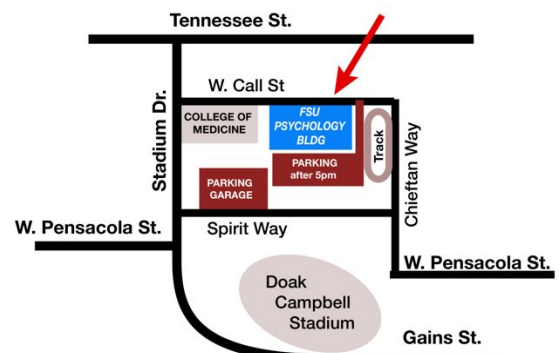 Tennessee St.
W. Call St
Stadium Dr.
COLLEGE OF
MEDICINE
FSU
PSYCHOLOGY
BLDG
PARKING
after 5pm
Track
Chieftan Way
PARKING
GARAGE
W. Pensacola St.
Spirit Way
W. Pensacola St.
Doak
Campbell
Stadium
Gains St.